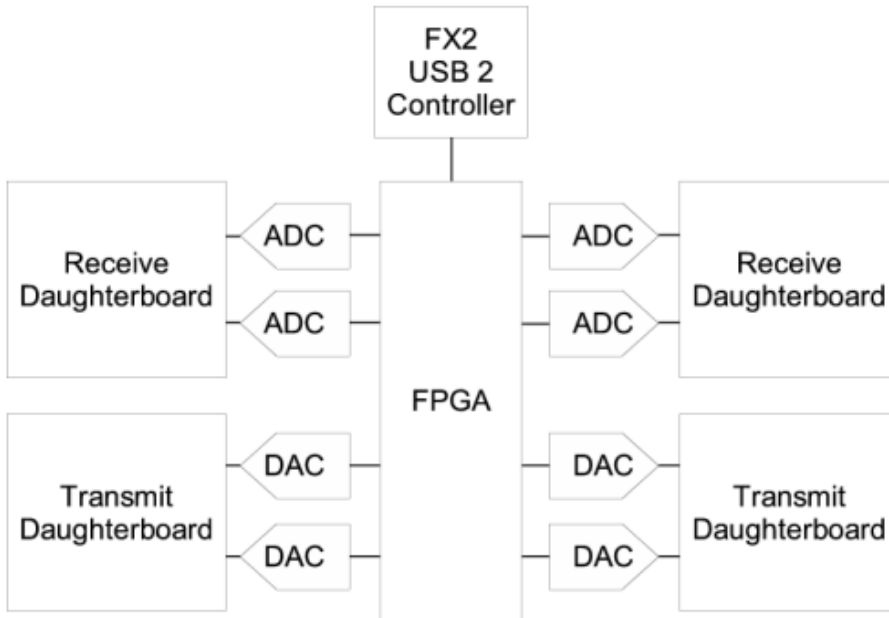 FX2
USB 2
Controller
ADC
ADC
Receive
Daughterboard
Receive
Daughterboard
ADC
ADC
FPGA
DAC
DAC
Transmit
Daughterboard
Transmit
Daughterboard
DAC
DAC